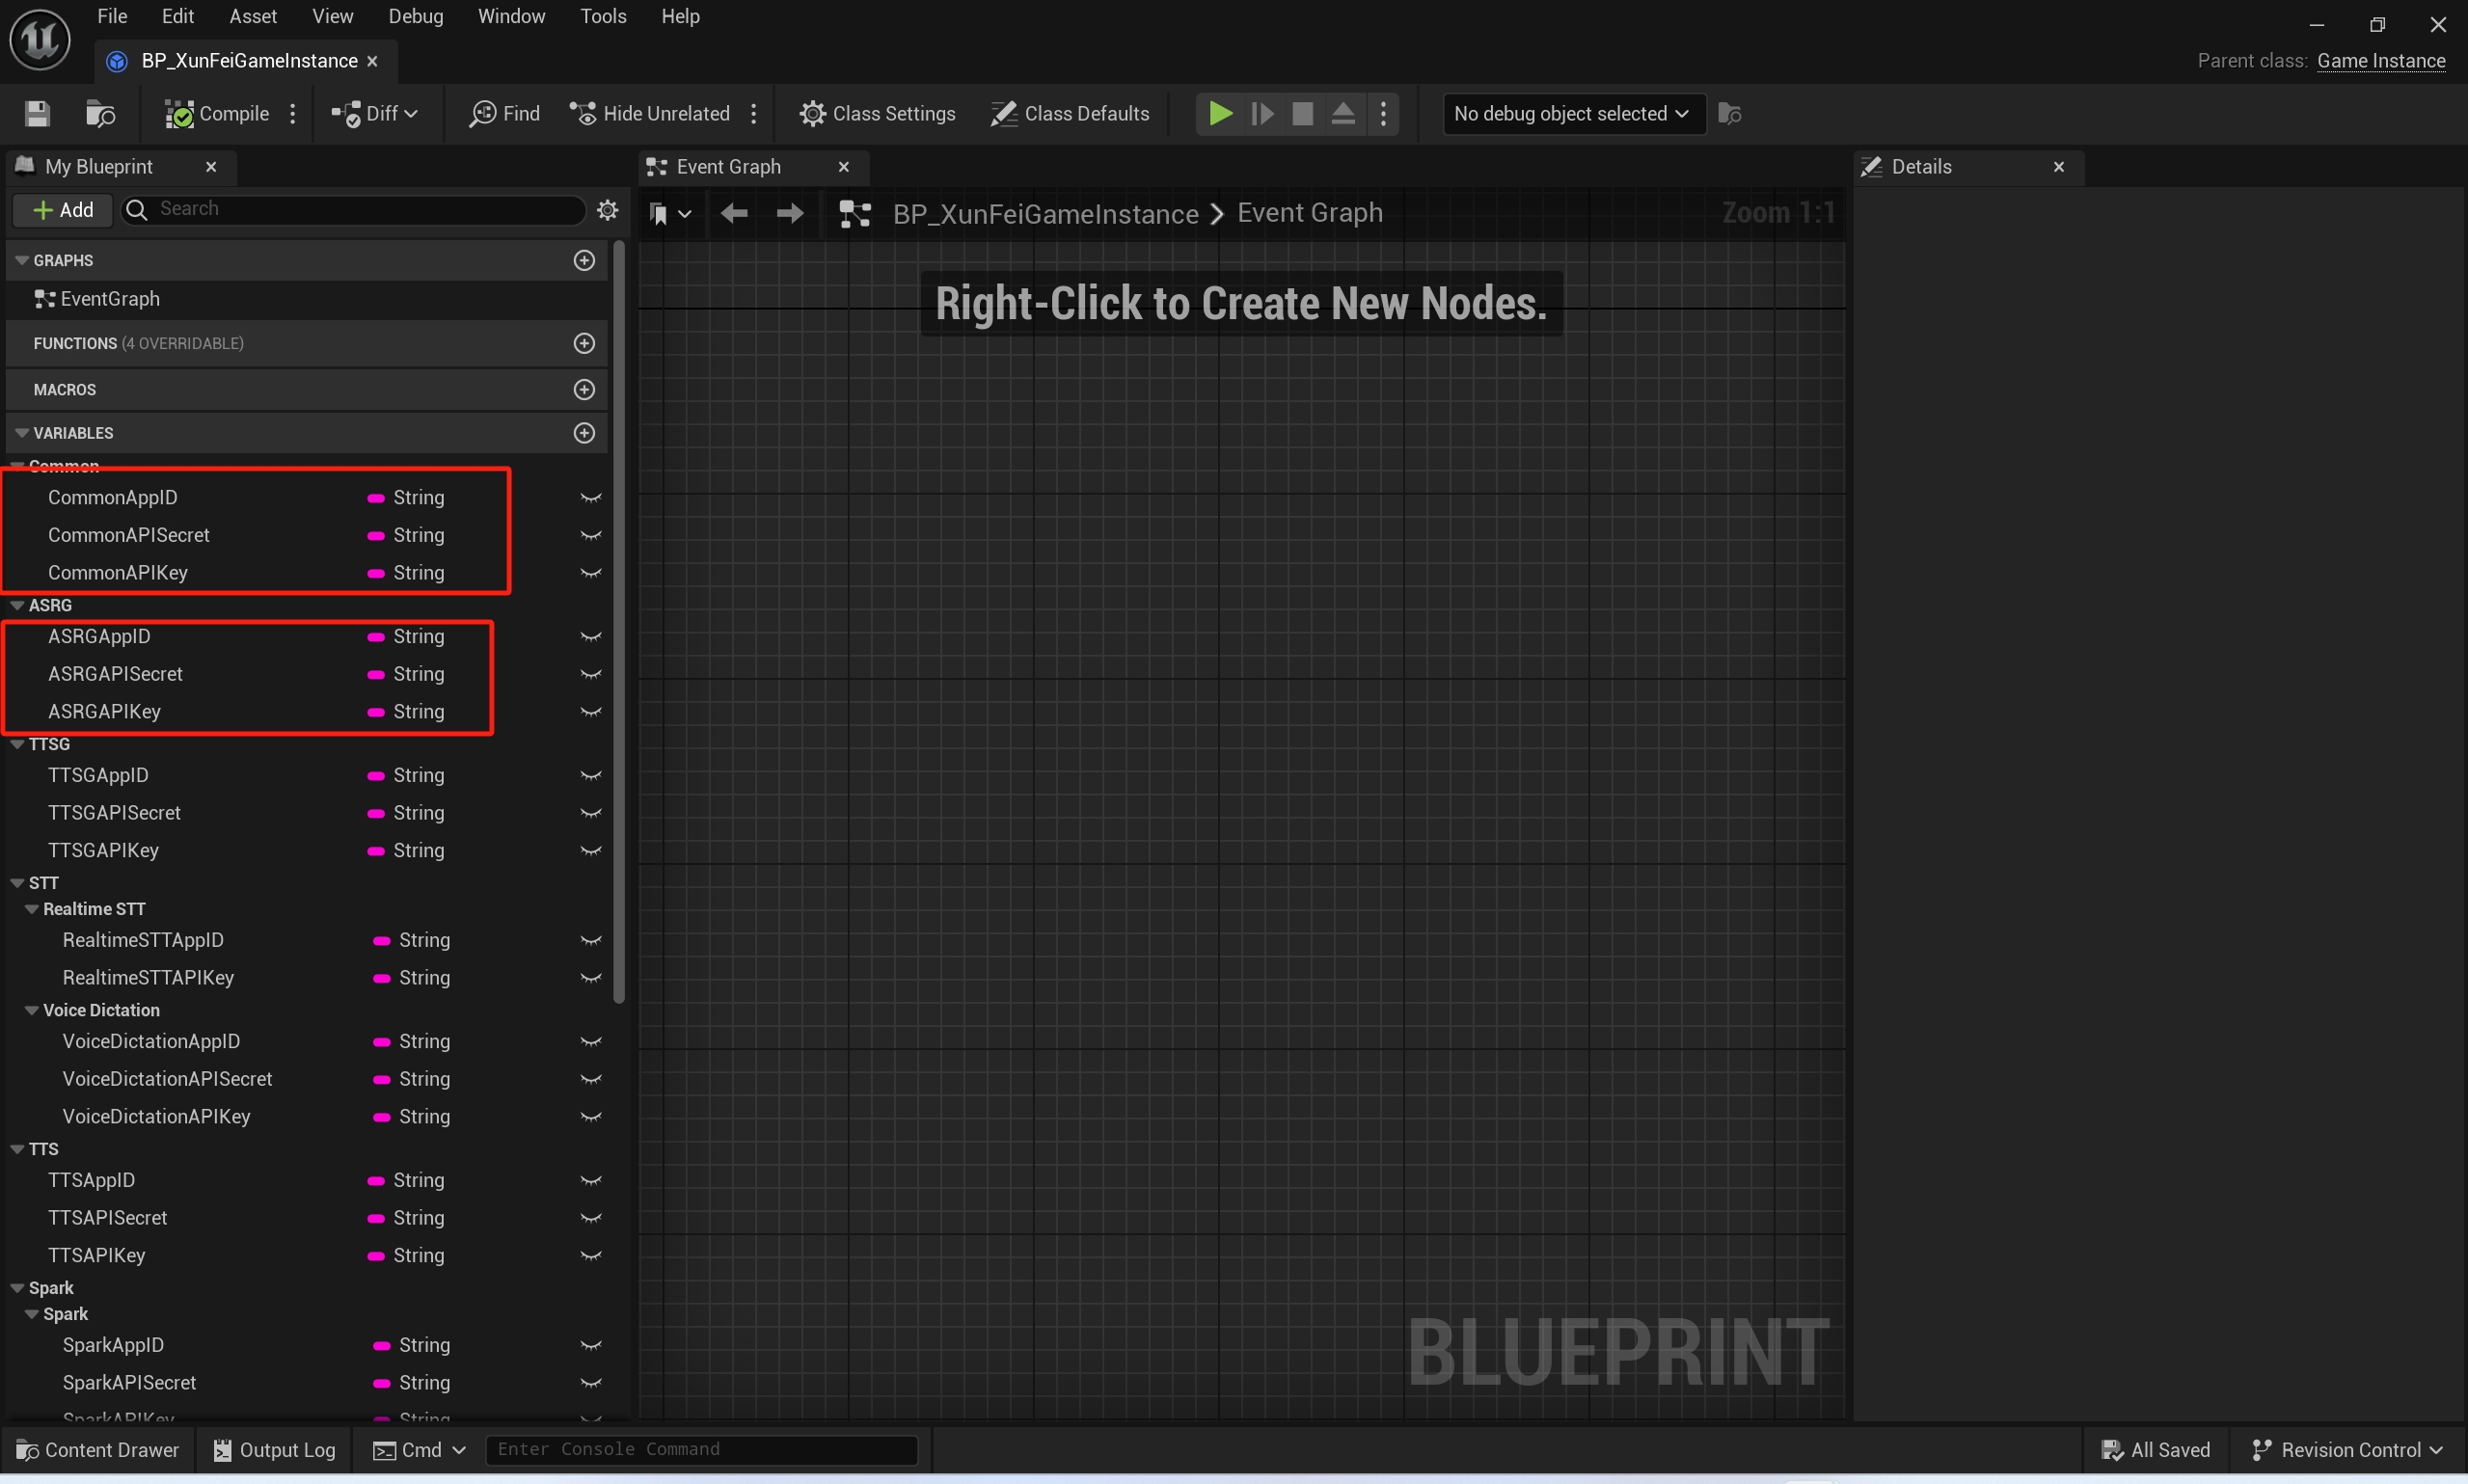 File Edit Asset View Debug Window Tools Help
BP_XunFeiGameInstance
Parent class: Game Instance
Compile Diff Find Hide Unrelated Class Settings Class Defaults No debug object selected
My Blueprint
Event Graph
Details
Add
Search
BP_XunFeiGameInstance > Event Graph
Zoom 1:1
Right-Click to Create New Nodes.
GRAPHS
EventGraph
FUNCTIONS (4 OVERRIDABLE)
MACROS
VARIABLES
Common
CommonAppID String
CommonAPISecret String
CommonAPIKey String
ASRG
ASRGAppID String
ASRGAPISecret String
ASRGAPIKey String
TTSG
TTSGAppID String
TTSGAPISecret String
TTSGAPIKey String
STT
Realtime STT
RealtimeSTTAppID String
RealtimeSTTAPIKey String
Voice Dictation
VoiceDictationAppID String
VoiceDictationAPISecret String
VoiceDictationAPIKey String
TTS
TTSAppID String
TTSAPISecret String
TTSAPIKey String
Spark
Spark
SparkAppID String
SparkAPISecret String
SparkAPIKey String
BLUEPRINT
Content Drawer Output Log Cmd Enter Console Command All Saved Revision Control